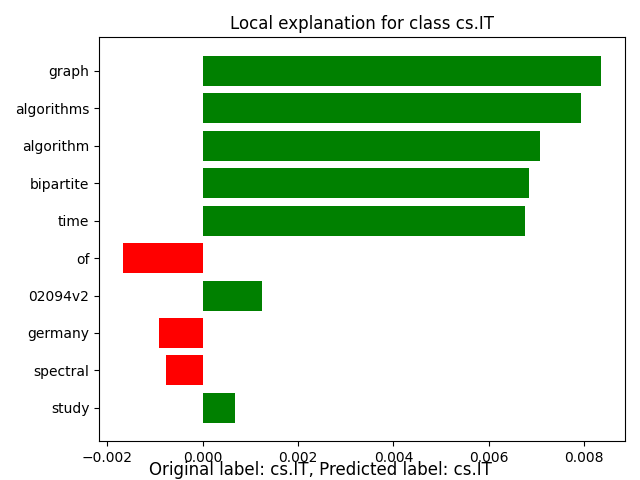 Local explanation for class cs.IT
graph
algorithms
algorithm
bipartite
time
of
02094v2
germany
spectral
study
−0.002 0.000 0.002 0.004 0.006 0.008
Original label: cs.IT, Predicted label: cs.IT